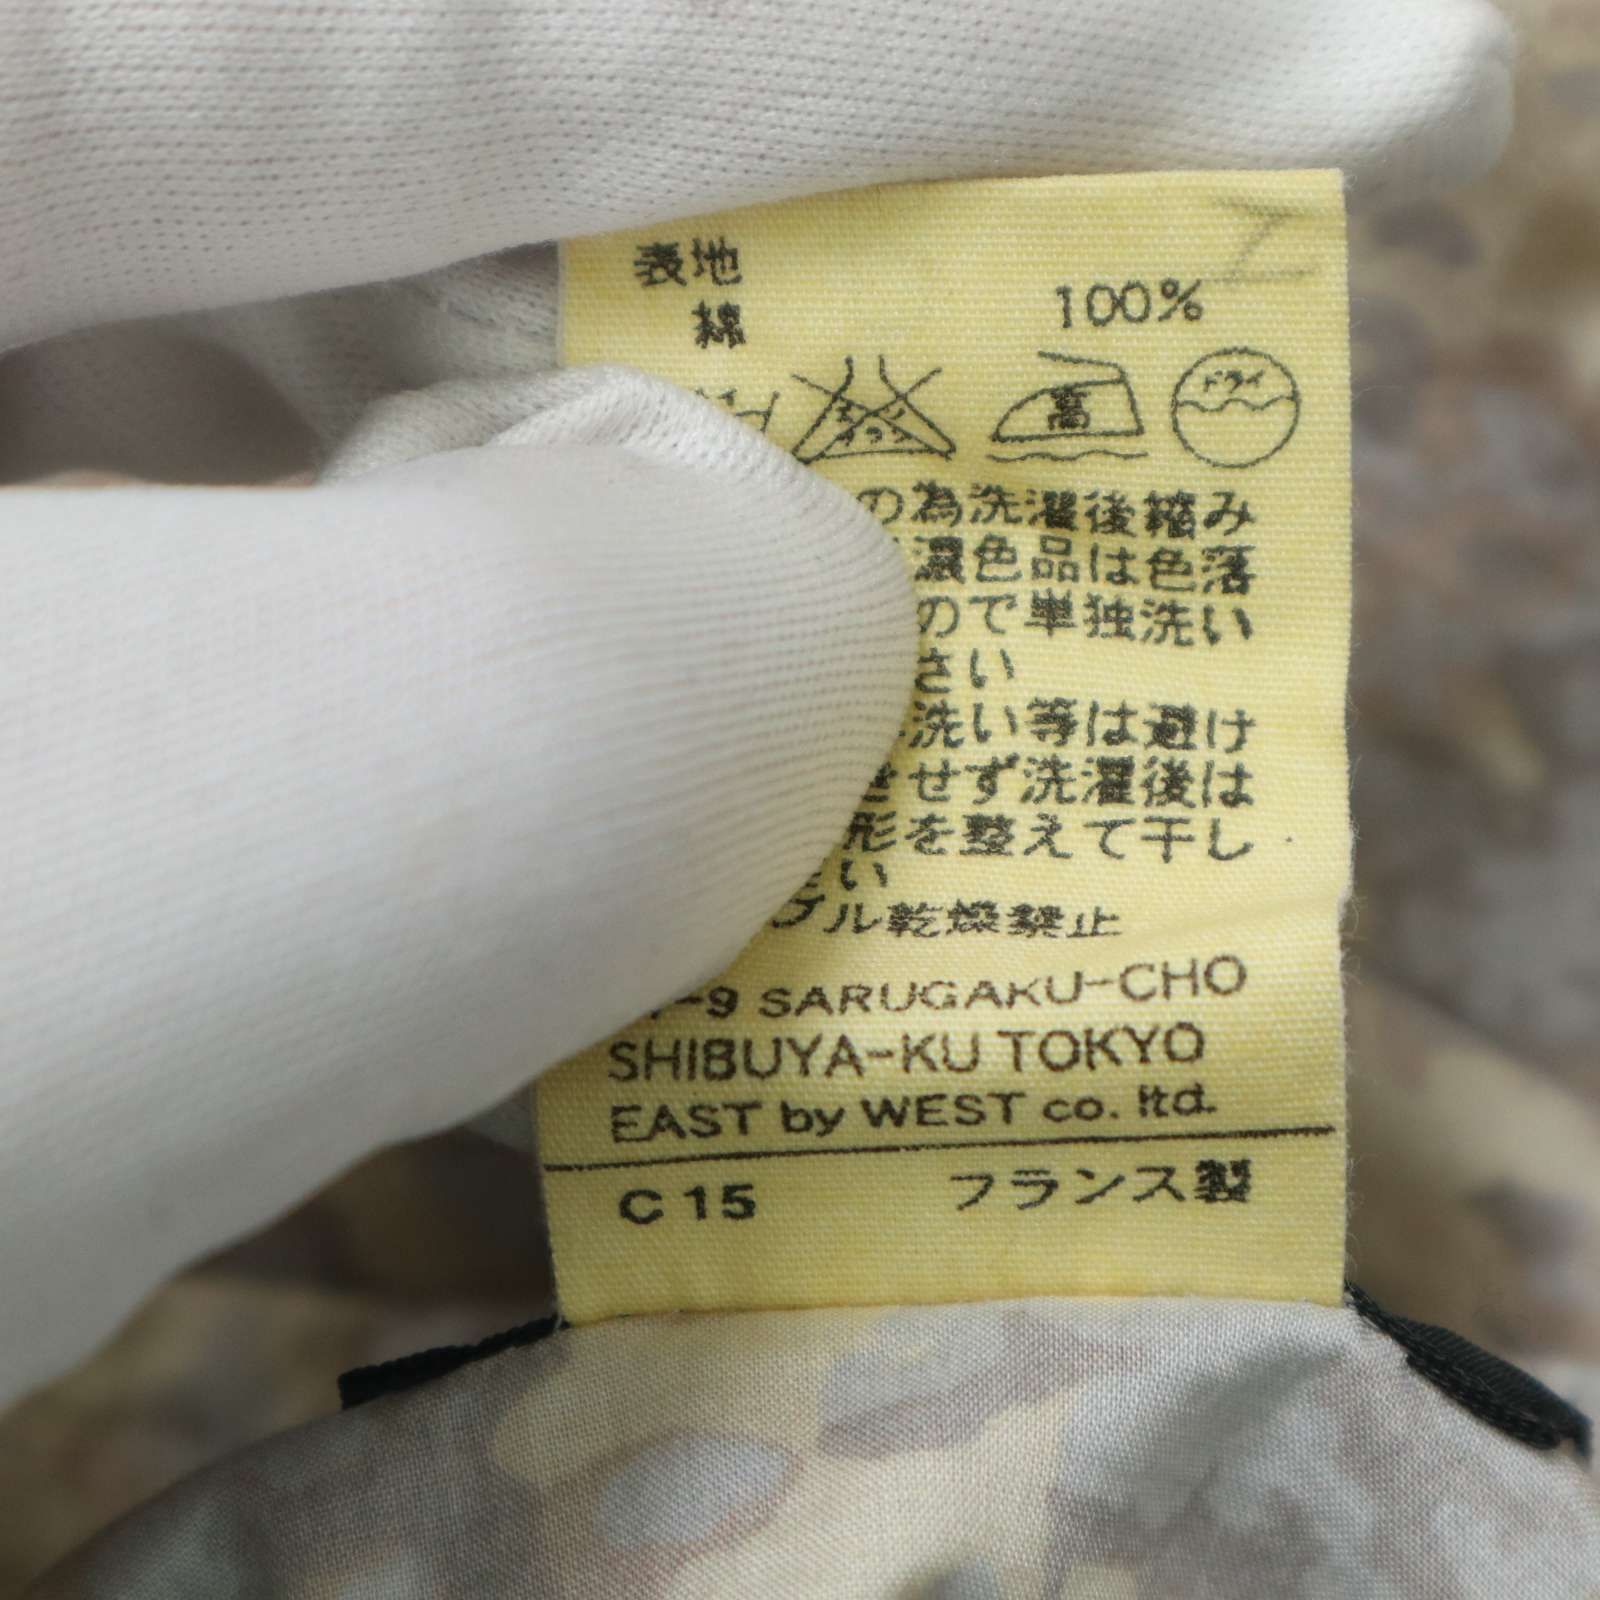 表地
綿 100%
高 ドライ
の為洗濯後縮み
濃色品は色落
ので単独洗い
さい
洗い等は避け
せず洗濯後は
形を整えて干し
い
ブル乾燥禁止
-9 SARUGAKU-CHO
SHIBUYA-KU TOKYO
EAST by WEST co. ltd.
C 15 フランス製